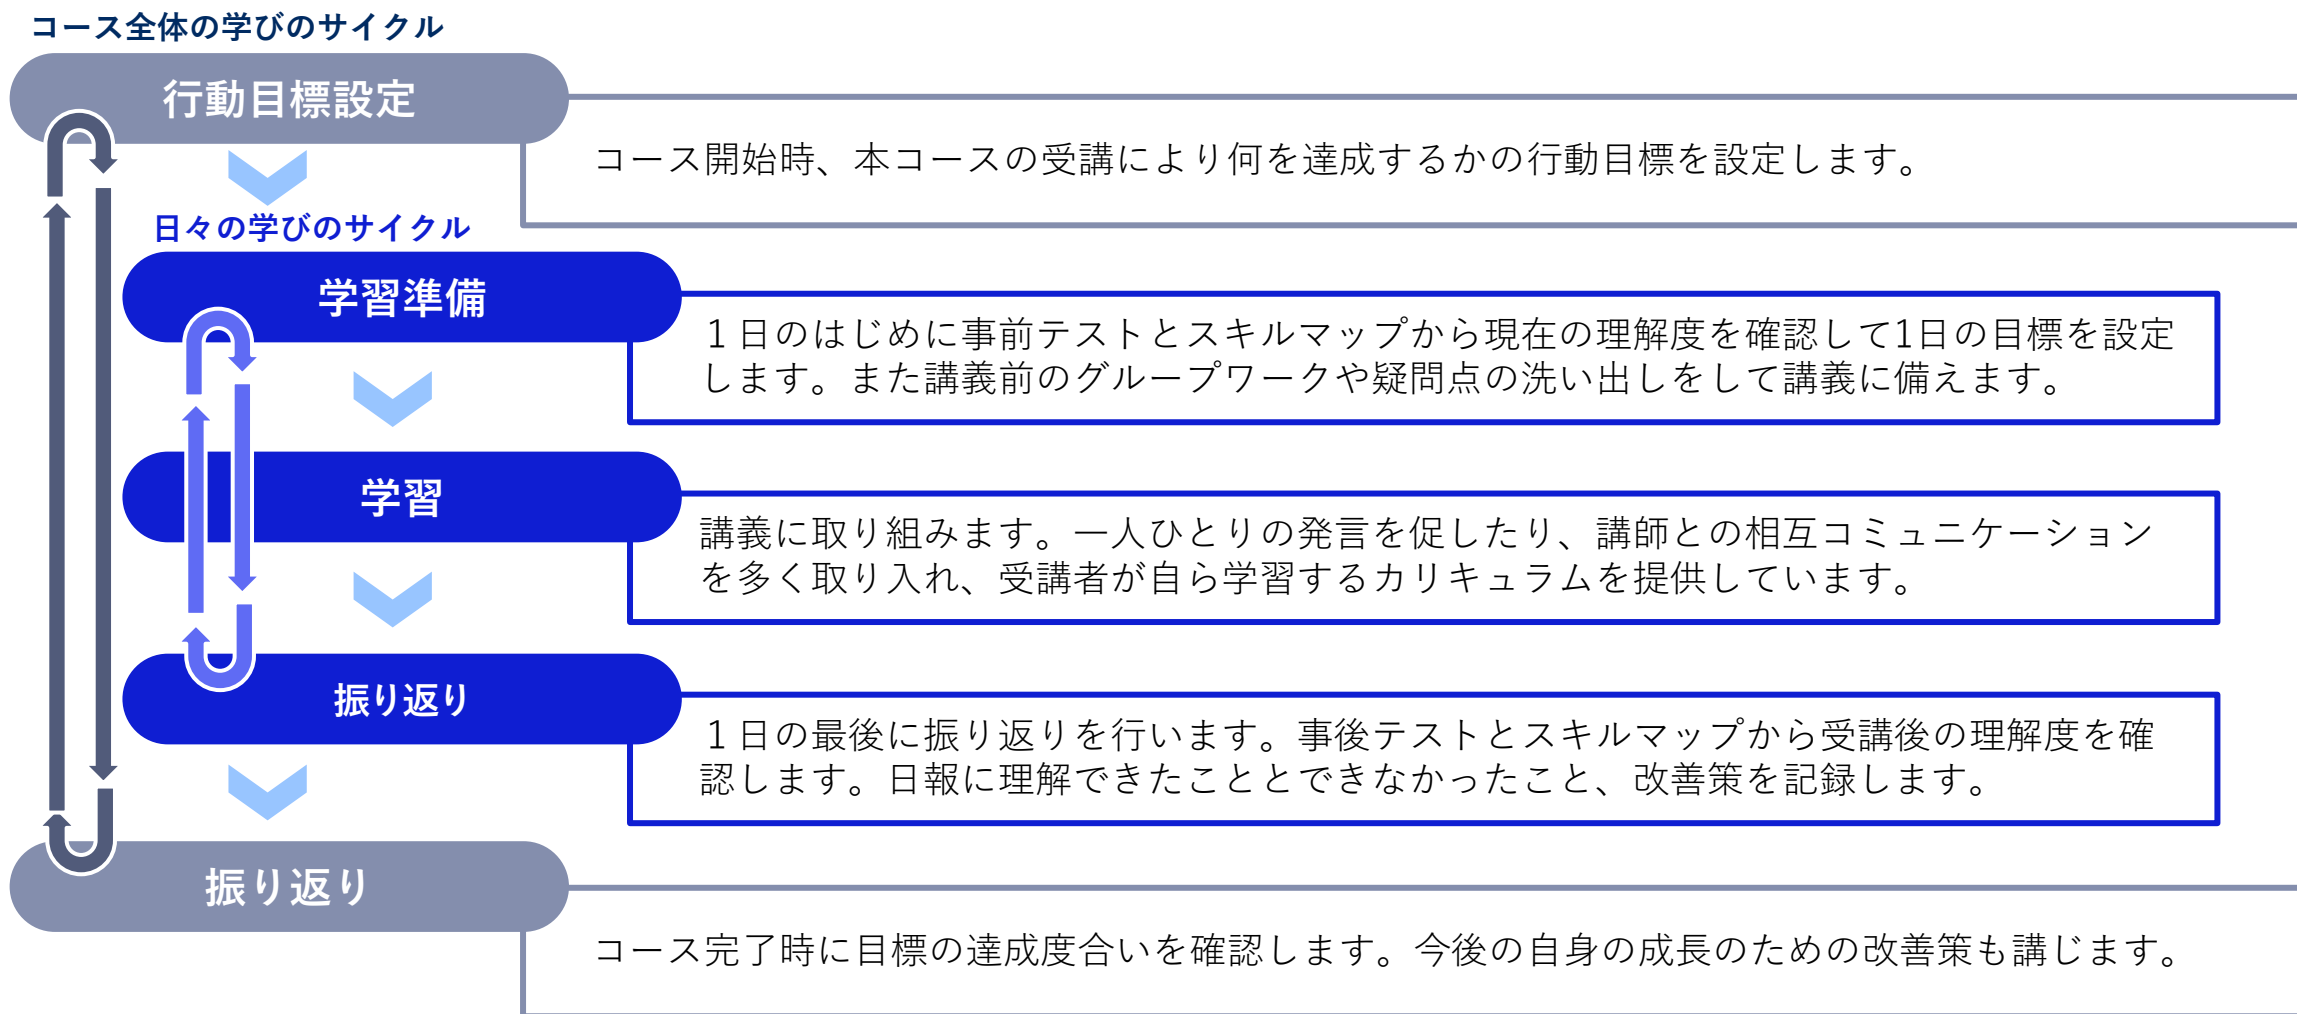 コース全体の学びのサイクル
行動目標設定
コース開始時、本コースの受講により何を達成するかの行動目標を設定します。
日々の学びのサイクル
学習準備
１日のはじめに事前テストとスキルマップから現在の理解度を確認して1日の目標を設定
します。また講義前のグループワークや疑問点の洗い出しをして講義に備えます。
学習
講義に取り組みます。一人ひとりの発言を促したり、講師との相互コミュニケーション
を多く取り入れ、受講者が自ら学習するカリキュラムを提供しています。
振り返り
１日の最後に振り返りを行います。事後テストとスキルマップから受講後の理解度を確
認します。日報に理解できたこととできなかったこと、改善策を記録します。
振り返り
コース完了時に目標の達成度合いを確認します。今後の自身の成長のための改善策も講じます。